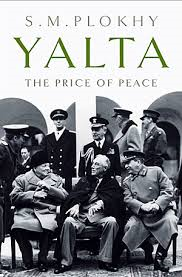 S. M. PLOKHY
YALTA
THE PRICE OF PEACE